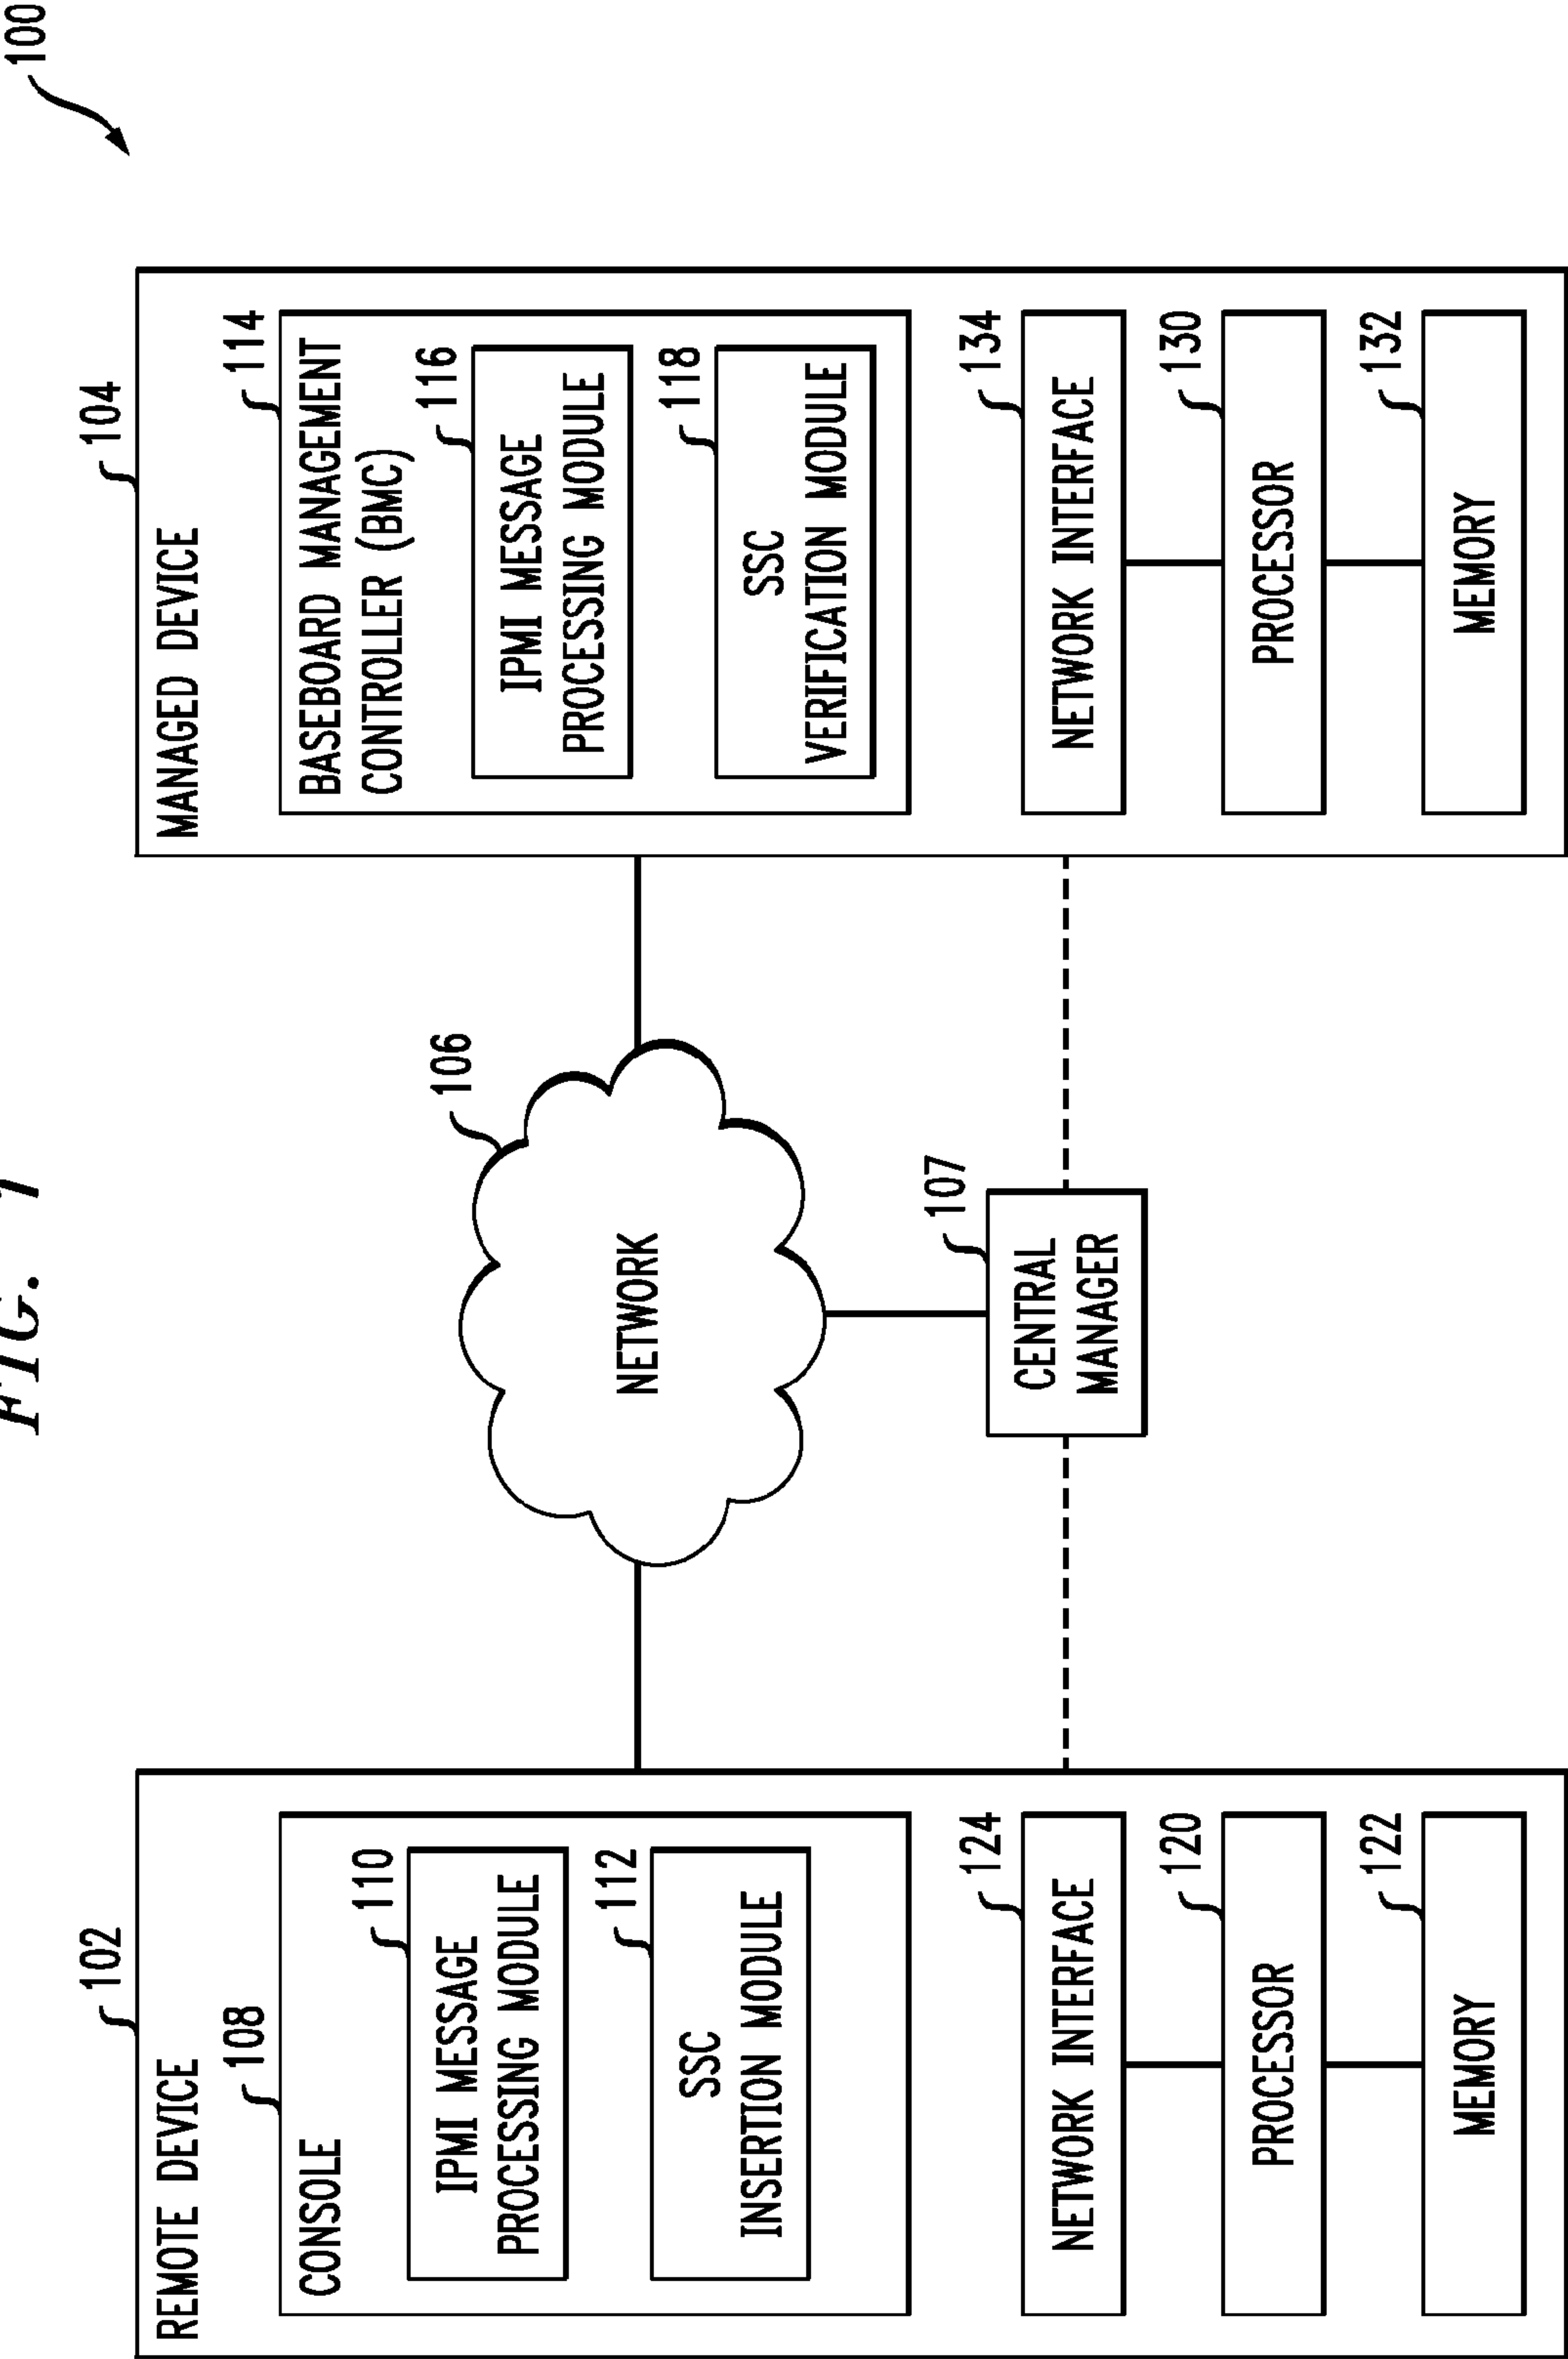 FIG. 1
100
102
REMOTE DEVICE
108
CONSOLE
110
IPMI MESSAGE
PROCESSING MODULE
112
SSC
INSERTION MODULE
124
NETWORK INTERFACE
120
PROCESSOR
122
MEMORY
106
NETWORK
107
CENTRAL
MANAGER
104
MANAGED DEVICE
114
BASEBOARD MANAGEMENT
CONTROLLER (BMC)
116
IPMI MESSAGE
PROCESSING MODULE
118
SSC
VERIFICATION MODULE
134
NETWORK INTERFACE
130
PROCESSOR
132
MEMORY